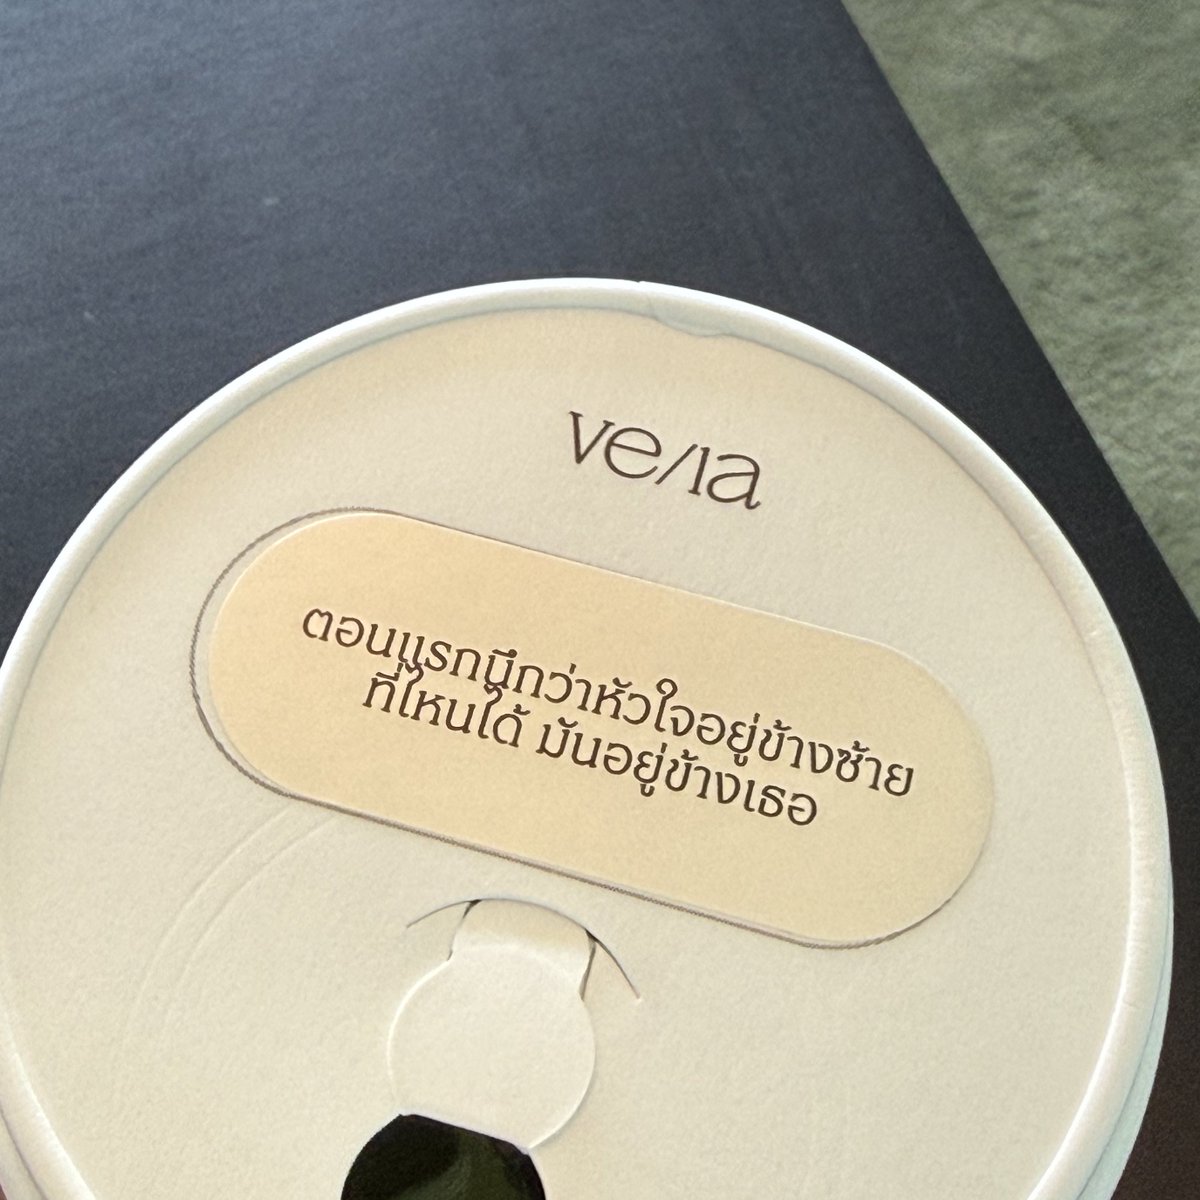 ve/ia
ตอนแรกนึกว่าหัวใจอยู่ข้างซ้าย
ที่ไหนได้ มันอยู่ข้างเธอ